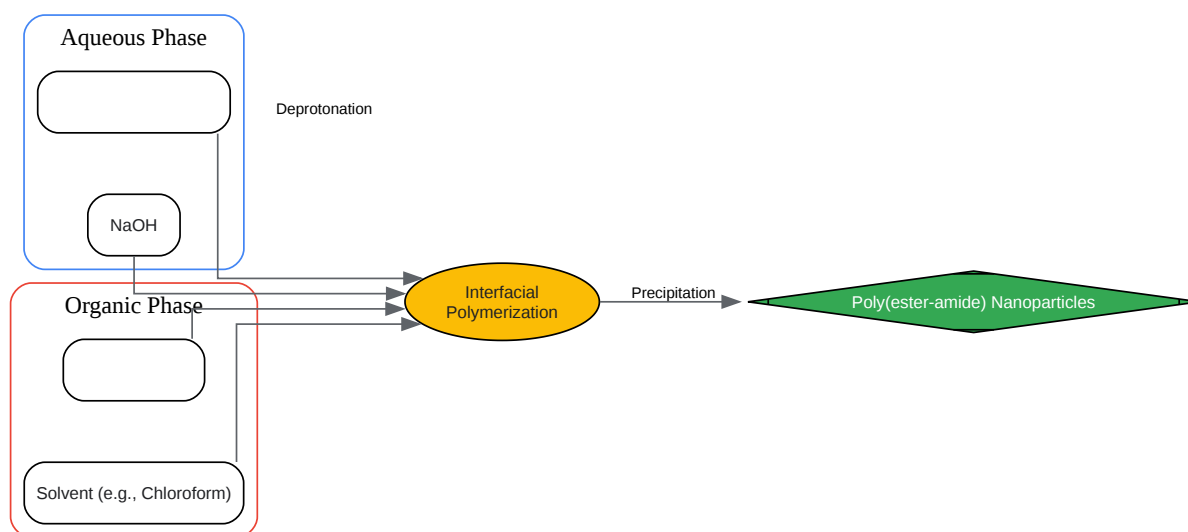 Aqueous Phase
Deprotonation
NaOH
Organic Phase
Solvent (e.g., Chloroform)
Interfacial
Polymerization
Precipitation
Poly(ester-amide) Nanoparticles